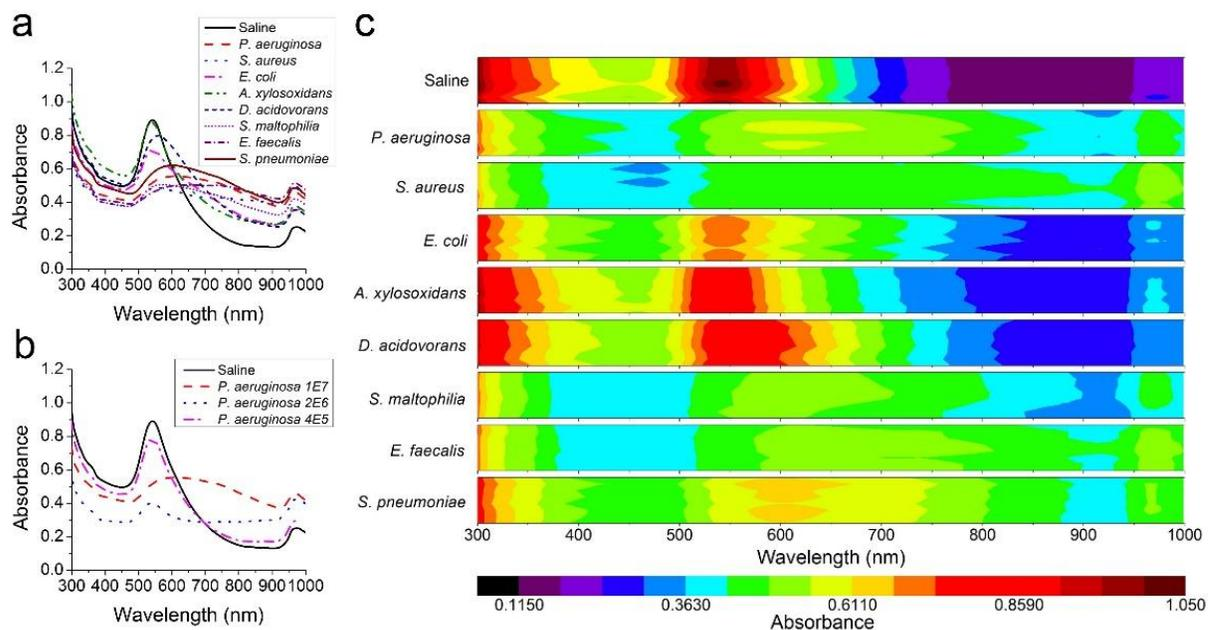 a
Saline
P. aeruginosa
S. aureus
E. coli
A. xylosoxidans
D. acidovorans
S. maltophilia
E. faecalis
S. pneumoniae
1.2
1.0
0.8
0.6
0.4
0.2
0.0
Absorbance
300 400 500 600 700 800 900 1000
Wavelength (nm)
b
Saline
P. aeruginosa 1E7
P. aeruginosa 2E6
P. aeruginosa 4E5
1.2
1.0
0.8
0.6
0.4
0.2
0.0
Absorbance
300 400 500 600 700 800 900 1000
Wavelength (nm)
c
Saline
P. aeruginosa
S. aureus
E. coli
A. xylosoxidans
D. acidovorans
S. maltophilia
E. faecalis
S. pneumoniae
300 400 500 600 700 800 900 1000
Wavelength (nm)
0.1150 0.3630 0.6110 0.8590 1.050
Absorbance